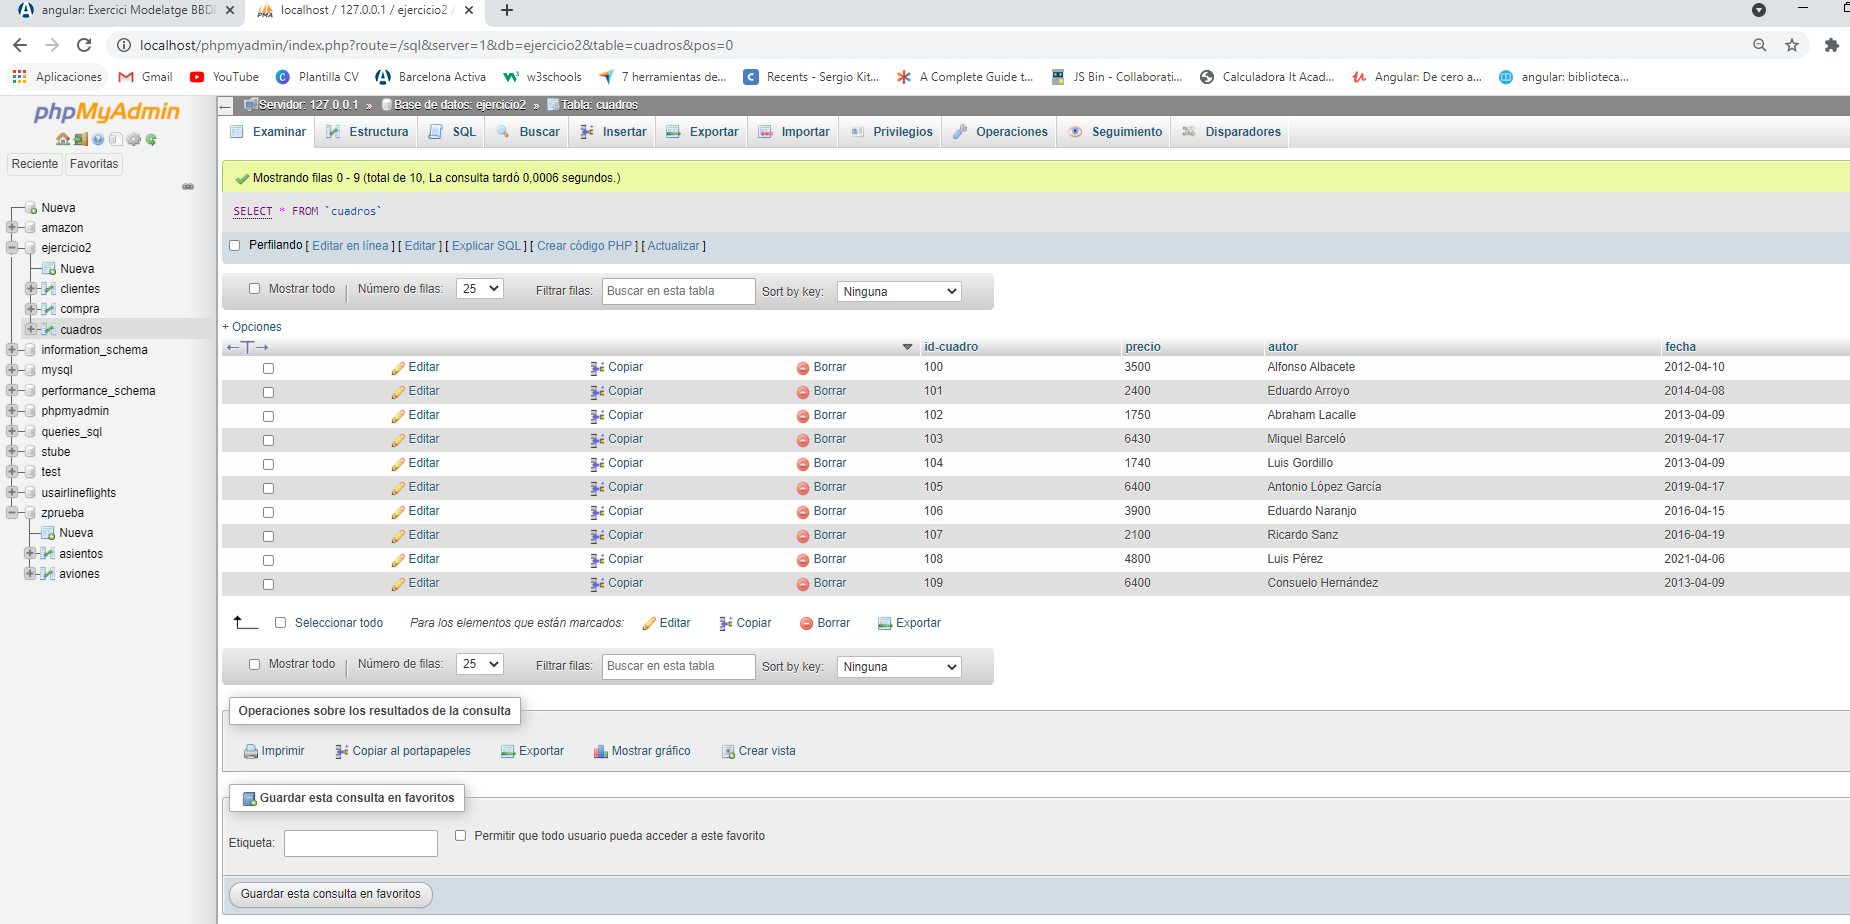 angular: Exercici Modelatge BBD
localhost / 127.0.0.1 / ejercicio2 /
localhost/phpmyadmin/index.php?route=/sql&server=1&db=ejercicio2&table=cuadros&pos=0
Aplicaciones Gmail YouTube Plantilla CV Barcelona Activa w3schools 7 herramientas de... Recents - Sergio Kit... A Complete Guide t... JS Bin - Collaborati... Calculadora It Acad... Angular: De cero a... angular: biblioteca...
phpMyAdmin
Reciente Favoritas
Nueva
amazon
ejercicio2
Nueva
clientes
compra
cuadros
information_schema
mysql
performance_schema
phpmyadmin
queries_sql
stube
test
usairlineflights
zprueba
Nueva
asientos
aviones
Servidor: 127.0.0.1 » Base de datos: ejercicio2 » Tabla: cuadros
Examinar Estructura SQL Buscar Insertar Exportar Importar Privilegios Operaciones Seguimiento Disparadores
Mostrando filas 0 - 9 (total de 10, La consulta tardó 0,0006 segundos.)
SELECT * FROM `cuadros`
Perfilando [ Editar en línea ] [ Editar ] [ Explicar SQL ] [ Crear código PHP ] [ Actualizar ]
Mostrar todo Número de filas: 25 Filtrar filas: Buscar en esta tabla Sort by key: Ninguna
+ Opciones
id-cuadro precio autor fecha
Editar Copiar Borrar 100 3500 Alfonso Albacete 2012-04-10
Editar Copiar Borrar 101 2400 Eduardo Arroyo 2014-04-08
Editar Copiar Borrar 102 1750 Abraham Lacalle 2013-04-09
Editar Copiar Borrar 103 6430 Miquel Barceló 2019-04-17
Editar Copiar Borrar 104 1740 Luis Gordillo 2013-04-09
Editar Copiar Borrar 105 6400 Antonio López García 2019-04-17
Editar Copiar Borrar 106 3900 Eduardo Naranjo 2016-04-15
Editar Copiar Borrar 107 2100 Ricardo Sanz 2016-04-19
Editar Copiar Borrar 108 4800 Luis Pérez 2021-04-06
Editar Copiar Borrar 109 6400 Consuelo Hernández 2013-04-09
Seleccionar todo Para los elementos que están marcados: Editar Copiar Borrar Exportar
Mostrar todo Número de filas: 25 Filtrar filas: Buscar en esta tabla Sort by key: Ninguna
Operaciones sobre los resultados de la consulta
Imprimir Copiar al portapapeles Exportar Mostrar gráfico Crear vista
Guardar esta consulta en favoritos
Etiqueta: Permitir que todo usuario pueda acceder a este favorito
Guardar esta consulta en favoritos